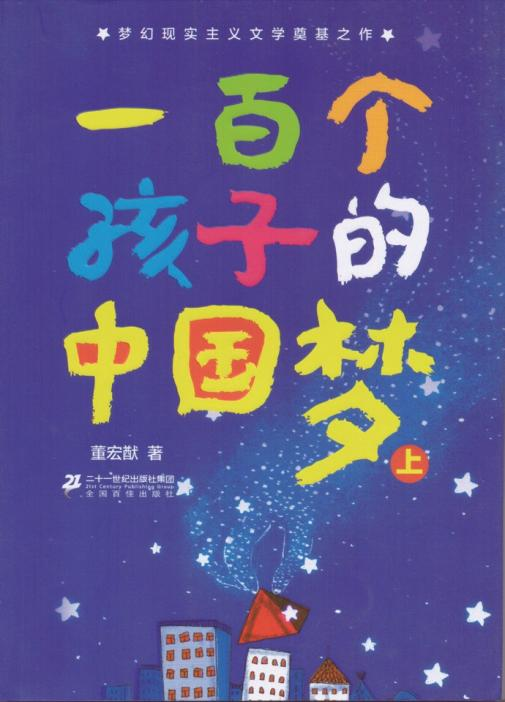 ★梦幻现实主义文学奠基之作★
一百个
孩子的
中国梦
上
董宏猷 著
21 二十一世纪出版社集团
21st Century Publishing Group
全国百佳出版社